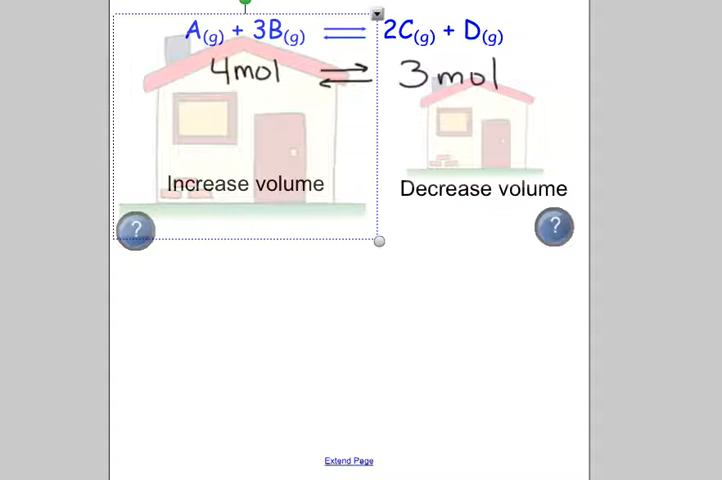 A(g) + 3B(g) ⇌ 2C(g) + D(g)
4mol ⇌ 3mol
Increase volume
Decrease volume
? ?
Extend Page